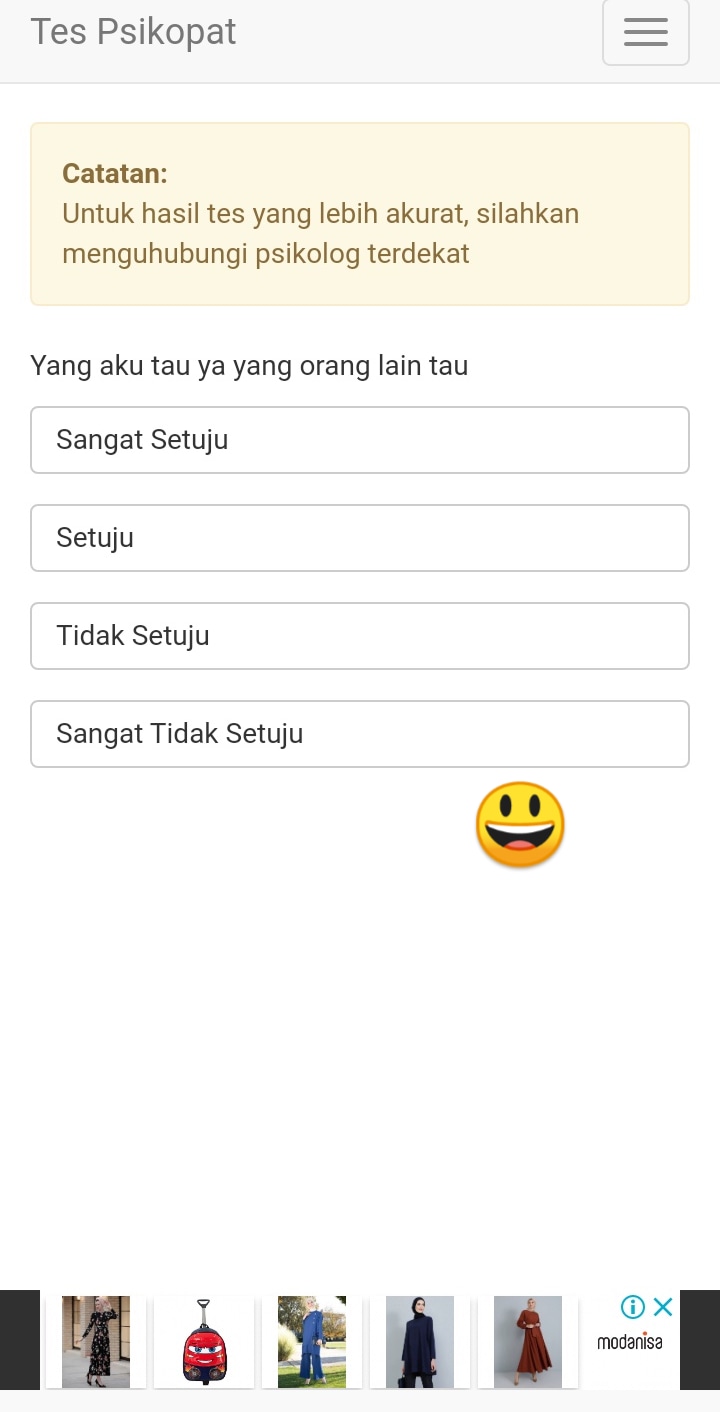 Tes Psikopat
Catatan:
Untuk hasil tes yang lebih akurat, silahkan
menguhubungi psikolog terdekat
Yang aku tau ya yang orang lain tau
Sangat Setuju
Setuju
Tidak Setuju
Sangat Tidak Setuju
modanisa